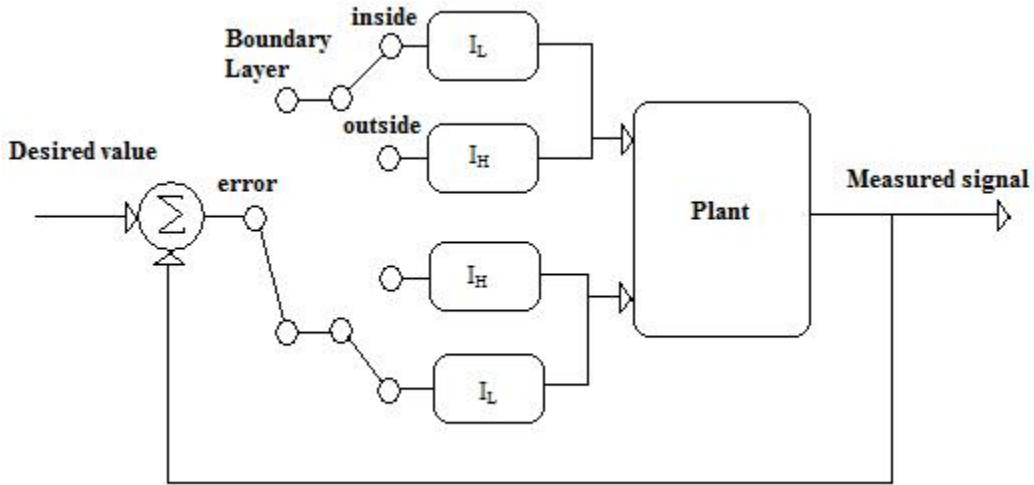 inside
Boundary
Layer
I_L
outside
I_H
Desired value
error
Σ
Plant
Measured signal
I_H
I_L